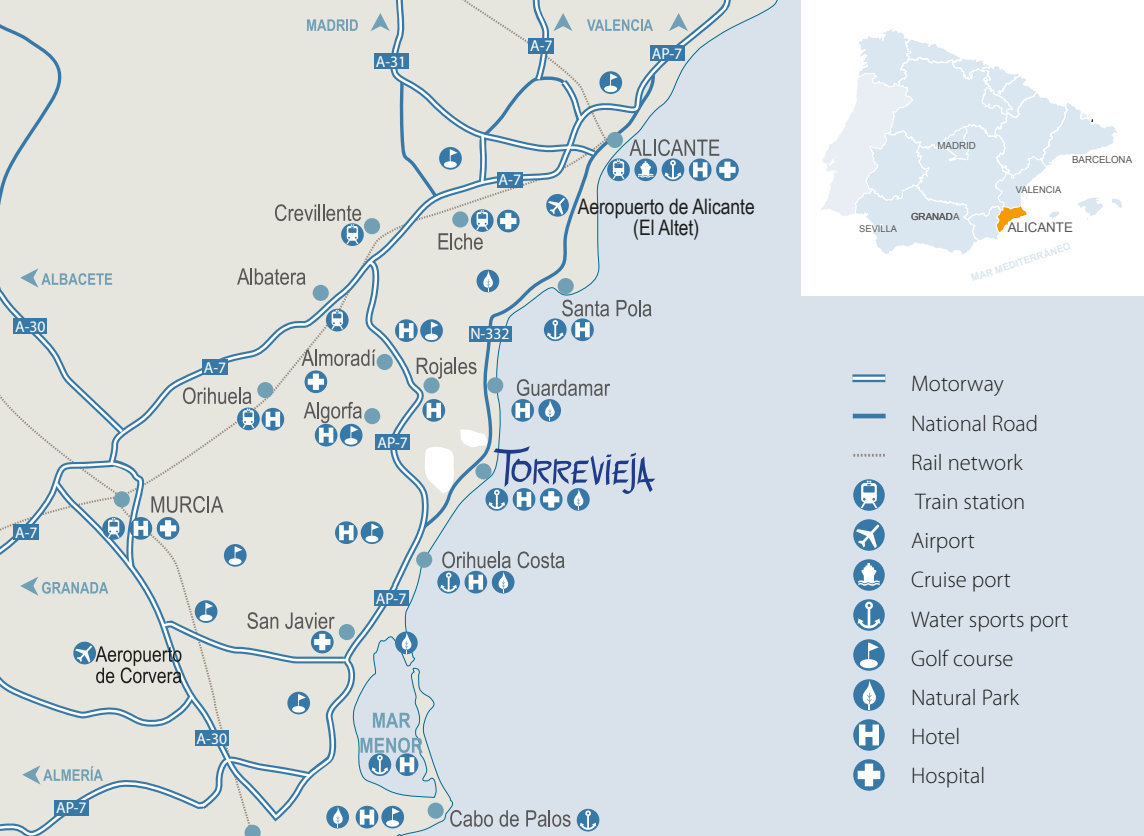 MADRID
VALENCIA
A-7
AP-7
A-31
ALICANTE
A-7
Aeropuerto de Alicante
(El Altet)
Crevillente
Elche
ALBACETE
Albatera
Santa Pola
A-30
N-332
A-7
Almoradí
Rojales
Guardamar
Orihuela
Algorfa
AP-7
TORREVIEJA
MURCIA
A-7
Orihuela Costa
GRANADA
AP-7
San Javier
Aeropuerto
de Corvera
MAR
MENOR
A-30
ALMERÍA
AP-7
Cabo de Palos
MADRID
BARCELONA
VALENCIA
GRANADA
SEVILLA
ALICANTE
MAR MEDITERRÁNEO
Motorway
National Road
Rail network
Train station
Airport
Cruise port
Water sports port
Golf course
Natural Park
Hotel
Hospital